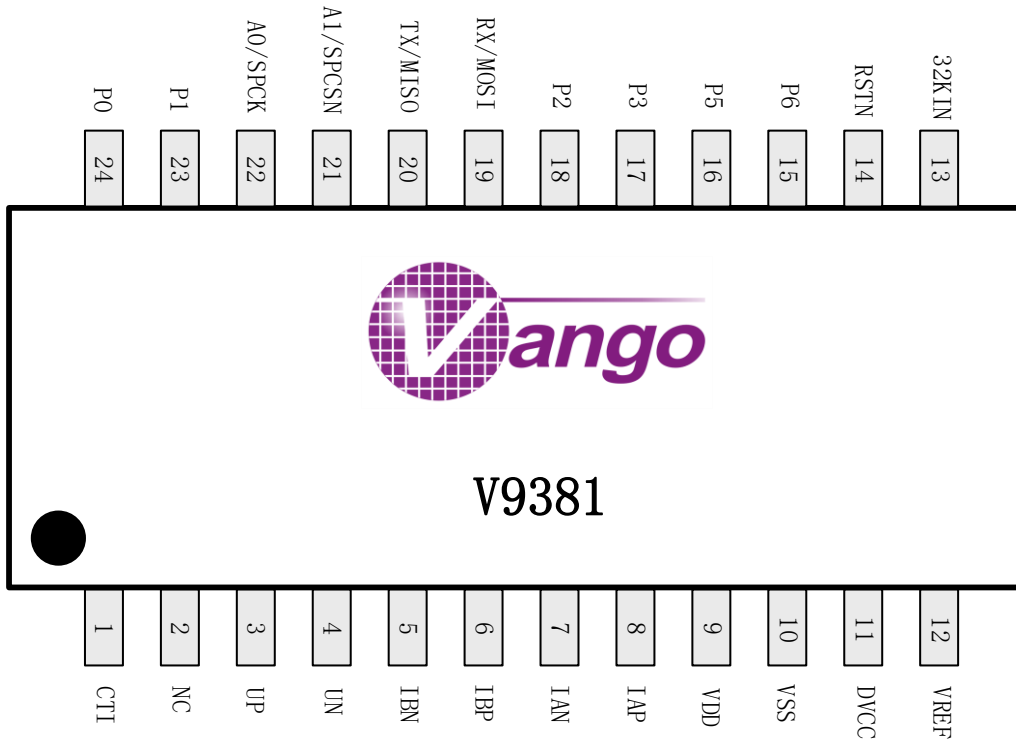 P0
P1
A0/SPCK
A1/SPCSN
TX/MISO
RX/MOSI
P2
P3
P5
P6
RSTN
32KIN
24
23
22
21
20
19
18
17
16
15
14
13
Vango
V9381
1
2
3
4
5
6
7
8
9
10
11
12
CTI
NC
UP
UN
IBN
IBP
IAN
IAP
VDD
VSS
DVCC
VREF